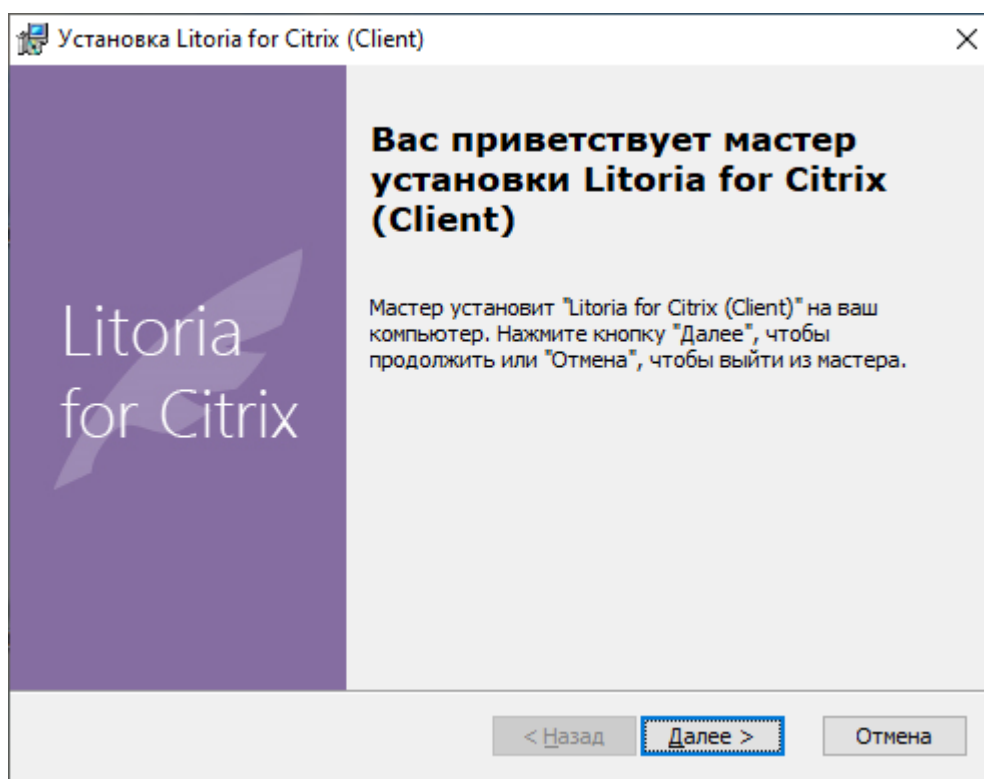 Установка Litoria for Citrix (Client)
Вас приветствует мастер
установки Litoria for Citrix
(Client)
Litoria
for Citrix
Мастер установит "Litoria for Citrix (Client)" на ваш
компьютер. Нажмите кнопку "Далее", чтобы
продолжить или "Отмена", чтобы выйти из мастера.
< Назад
Далее >
Отмена